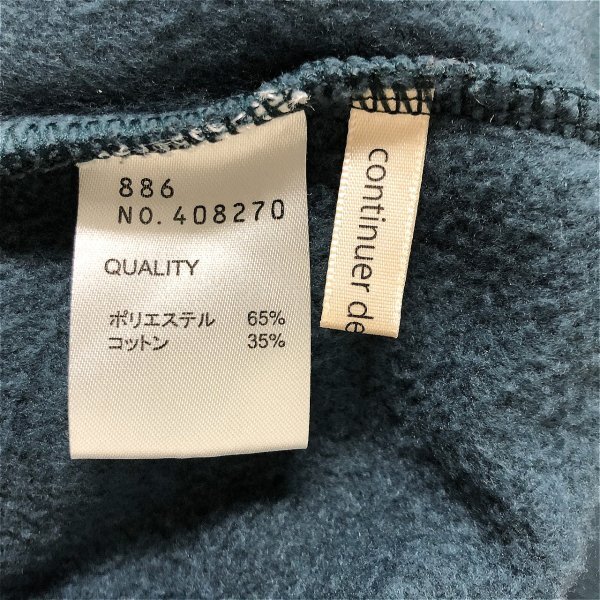 886
NO. 408270
QUALITY
ポリエステル 65%
コットン 35%
continuer de